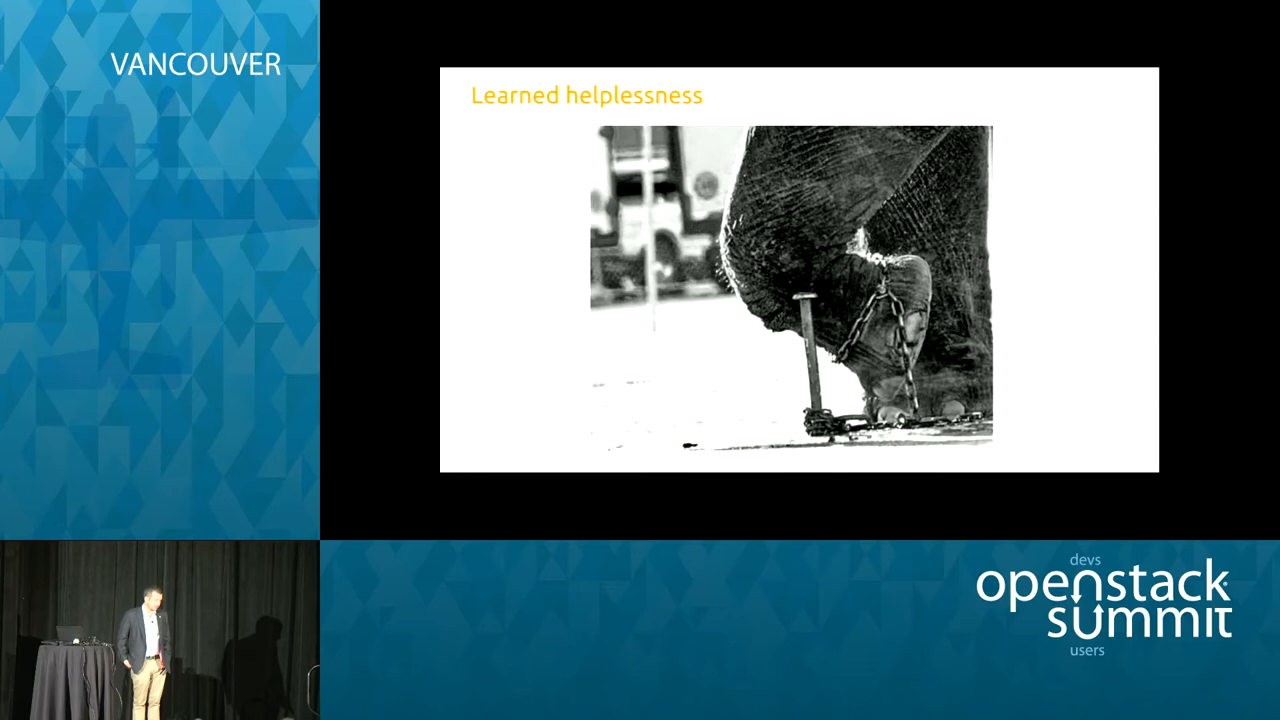 VANCOUVER
Learned helplessness
devs
openstack
summit
users